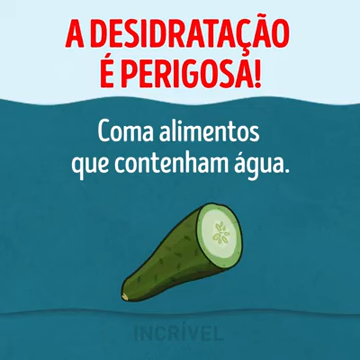 A DESIDRATAÇÃO
É PERIGOSA!
Coma alimentos
que contenham água.
INCRÍVEL